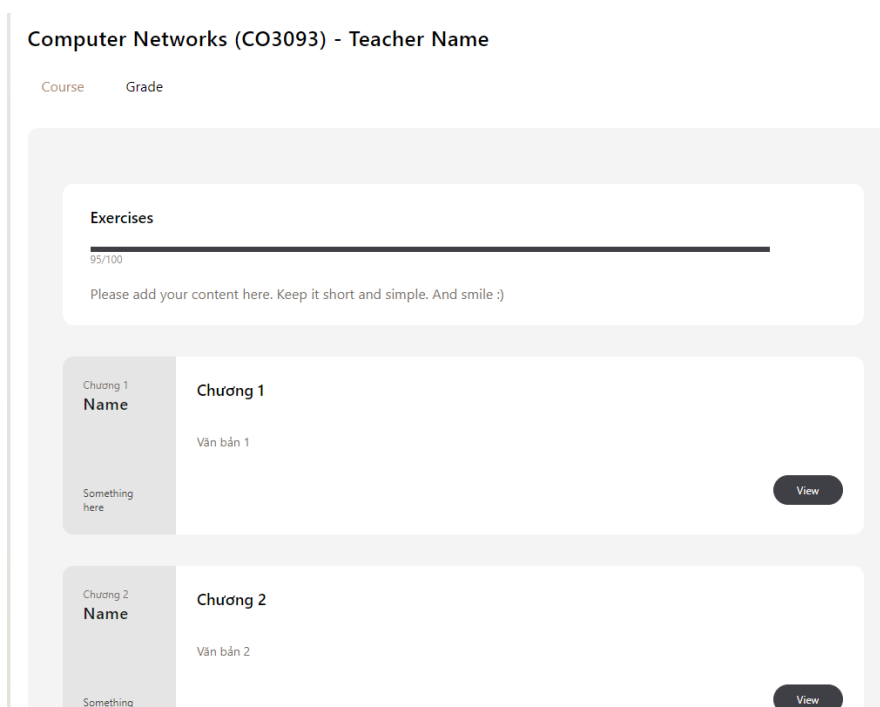 Computer Networks (CO3093) - Teacher Name
Course Grade
Exercises
95/100
Please add your content here. Keep it short and simple. And smile :)
Chương 1
Name
Something
here
Chương 1
Văn bản 1
View
Chương 2
Name
Something
Chương 2
Văn bản 2
View